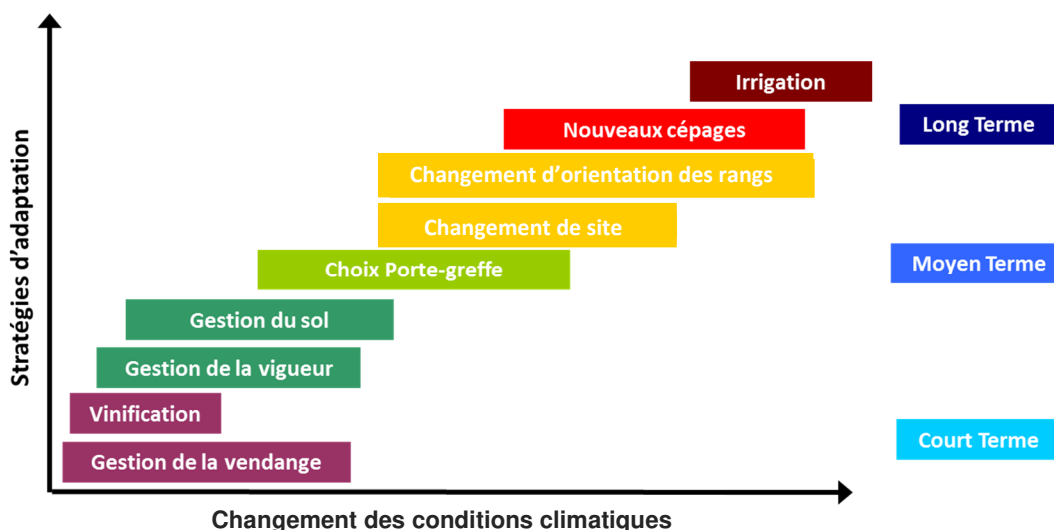 Irrigation
Nouveaux cépages
Long Terme
Changement d'orientation des rangs
Changement de site
Choix Porte-greffe
Moyen Terme
Gestion du sol
Gestion de la vigueur
Vinification
Court Terme
Gestion de la vendange
Stratégies d'adaptation
Changement des conditions climatiques